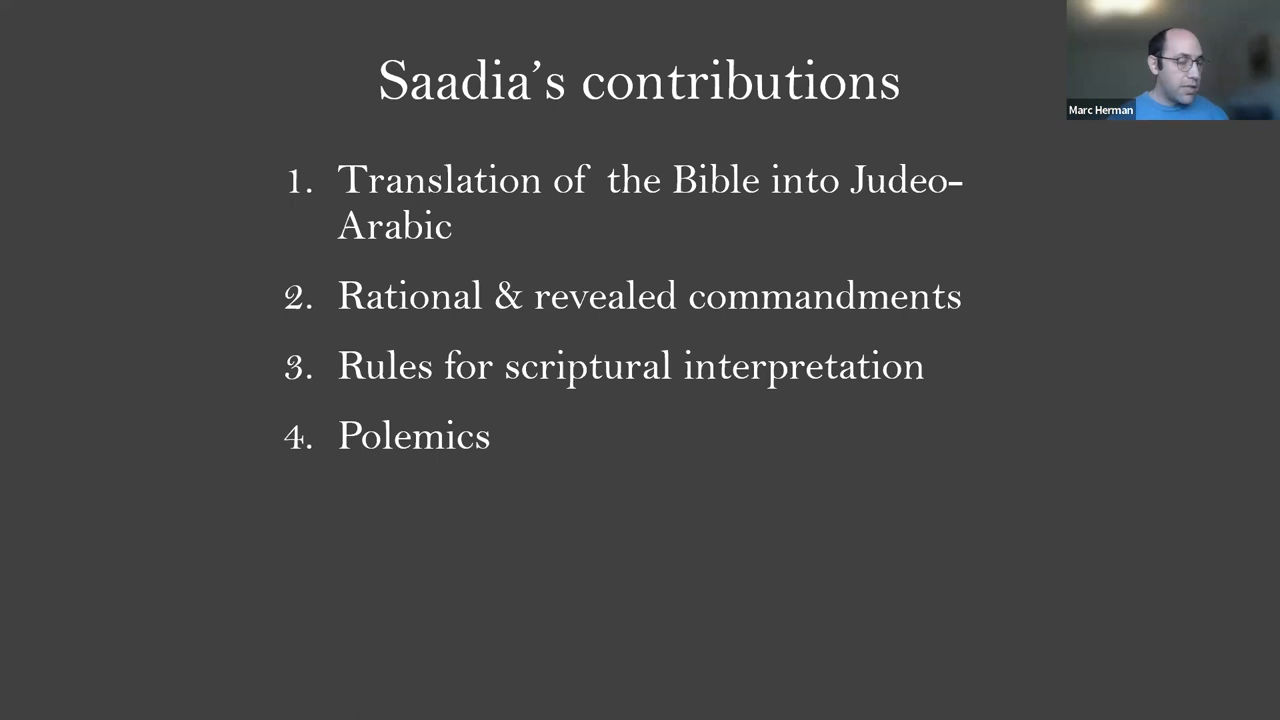 Saadia's contributions
Marc Herman
1. Translation of the Bible into Judeo-
Arabic
2. Rational & revealed commandments
3. Rules for scriptural interpretation
4. Polemics